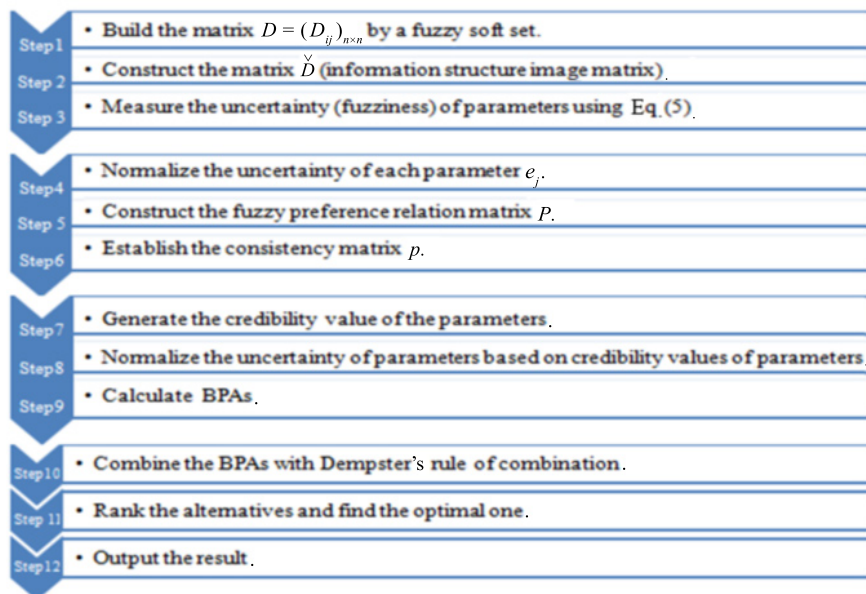 Step1 • Build the matrix D = (D_ij)_n×n by a fuzzy soft set.
Step 2 • Construct the matrix Ď (information structure image matrix).
Step 3 • Measure the uncertainty (fuzziness) of parameters using Eq.(5).
Step4 • Normalize the uncertainty of each parameter e_j.
Step 5 • Construct the fuzzy preference relation matrix P.
Step6 • Establish the consistency matrix p.
Step7 • Generate the credibility value of the parameters.
Step8 • Normalize the uncertainty of parameters based on credibility values of parameters.
Step9 • Calculate BPAs.
Step10 • Combine the BPAs with Dempster's rule of combination.
Step 11 • Rank the alternatives and find the optimal one.
Step12 • Output the result.